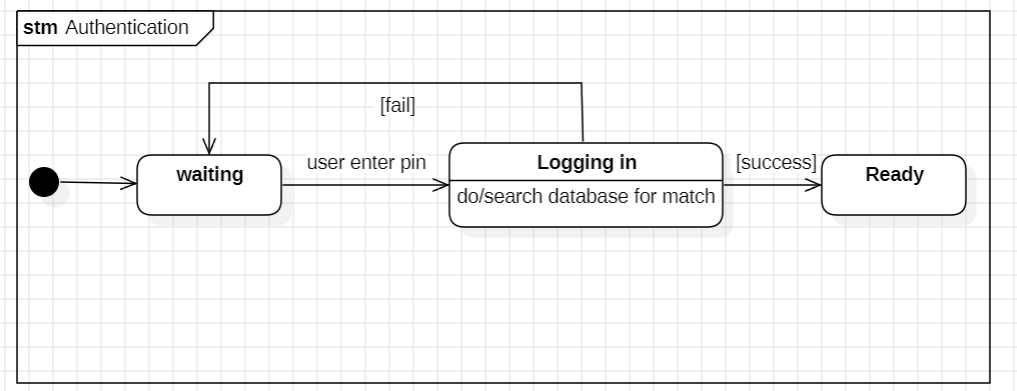 stm Authentication
[fail]
user enter pin
[success]
waiting
Logging in
Ready
do/search database for match